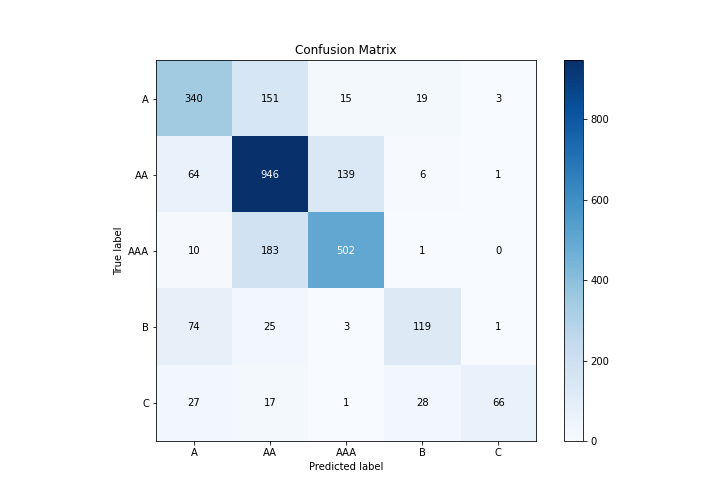 Confusion Matrix
A 340 151 15 19 3
AA 64 946 139 6 1
AAA 10 183 502 1 0
B 74 25 3 119 1
C 27 17 1 28 66
A AA AAA B C
Predicted label
True label
800
600
400
200
0